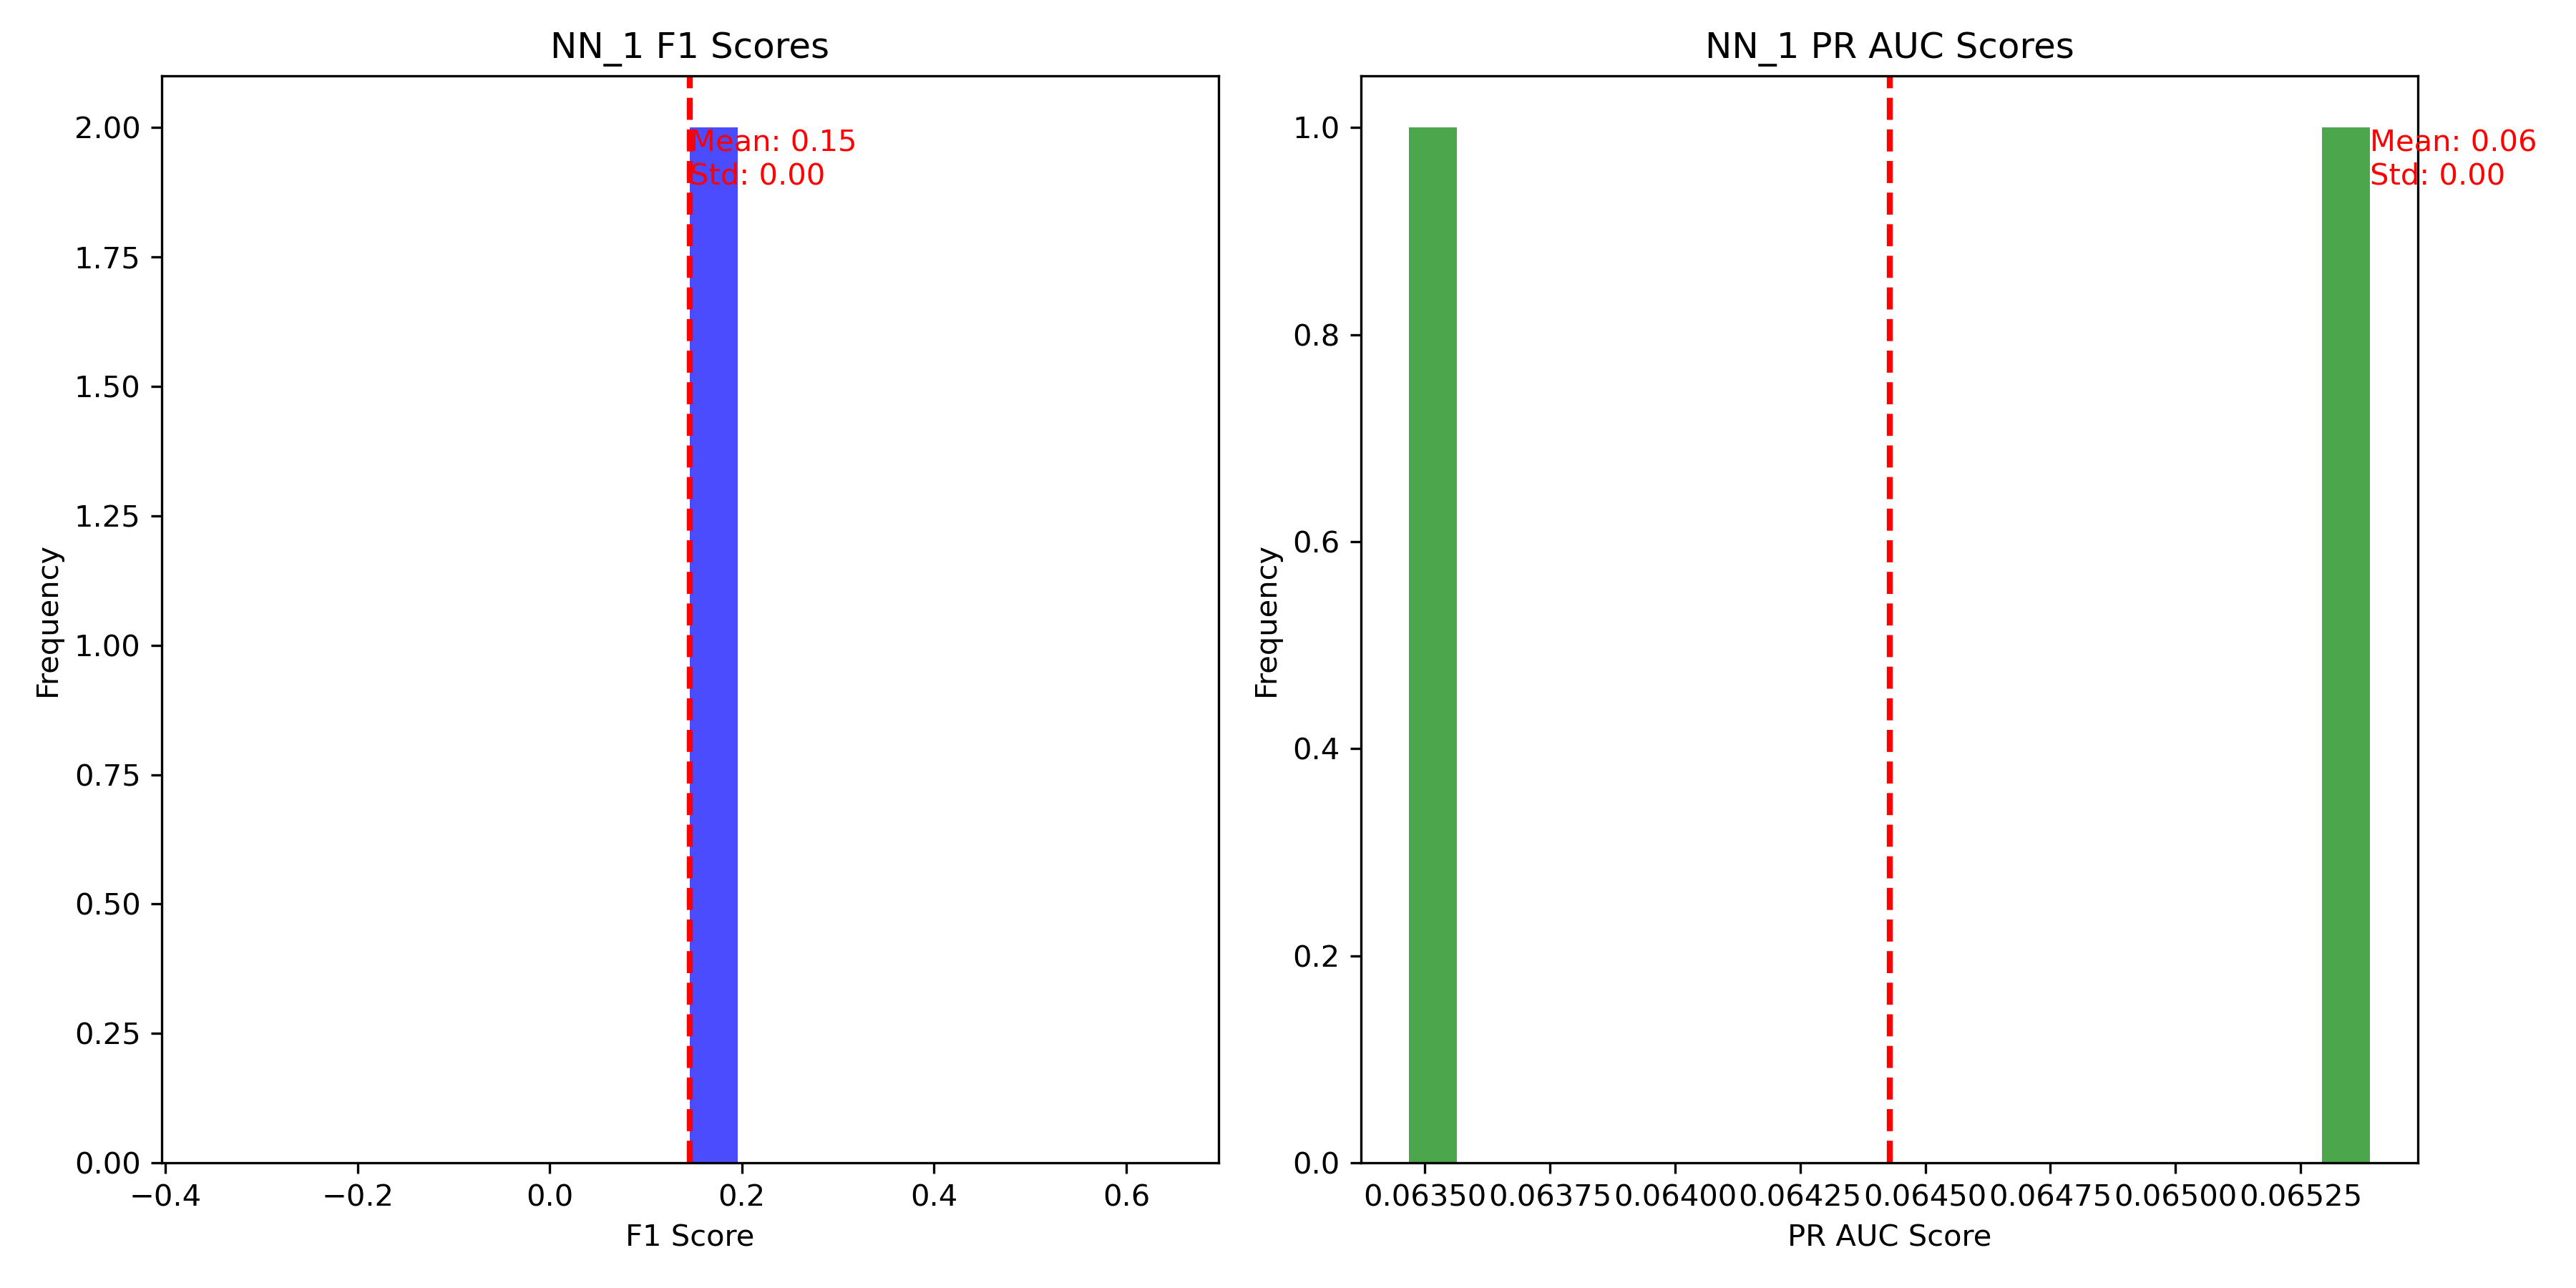 NN_1 F1 Scores
2.00
1.75
1.50
1.25
1.00
0.75
0.50
0.25
0.00
Frequency
Mean: 0.15
Std: 0.00
−0.4 −0.2 0.0 0.2 0.4 0.6
F1 Score
NN_1 PR AUC Scores
1.0
0.8
0.6
0.4
0.2
0.0
Frequency
Mean: 0.06
Std: 0.00
0.06350 0.06375 0.06400 0.06425 0.06450 0.06475 0.06500 0.06525
PR AUC Score